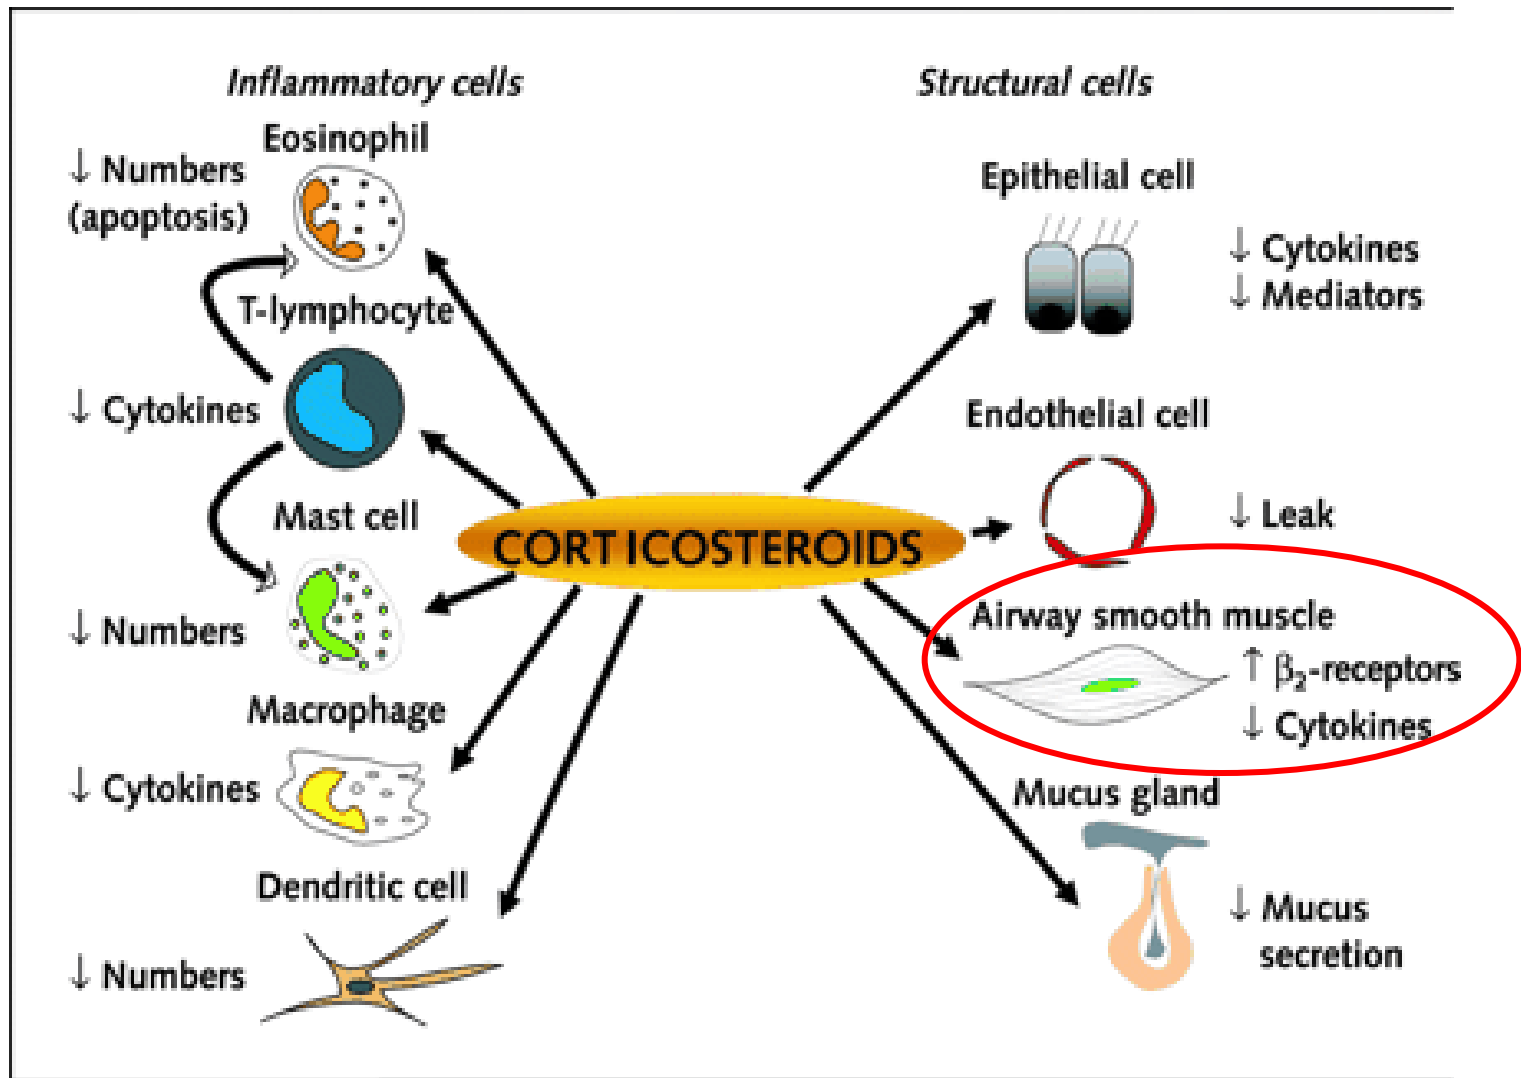 Inflammatory cells
Eosinophil
↓ Numbers
(apoptosis)
T-lymphocyte
↓ Cytokines
Mast cell
↓ Numbers
Macrophage
↓ Cytokines
Dendritic cell
↓ Numbers
CORTICOSTEROIDS
Structural cells
Epithelial cell
↓ Cytokines
↓ Mediators
Endothelial cell
↓ Leak
Airway smooth muscle
↑ β₂-receptors
↓ Cytokines
Mucus gland
↓ Mucus
secretion